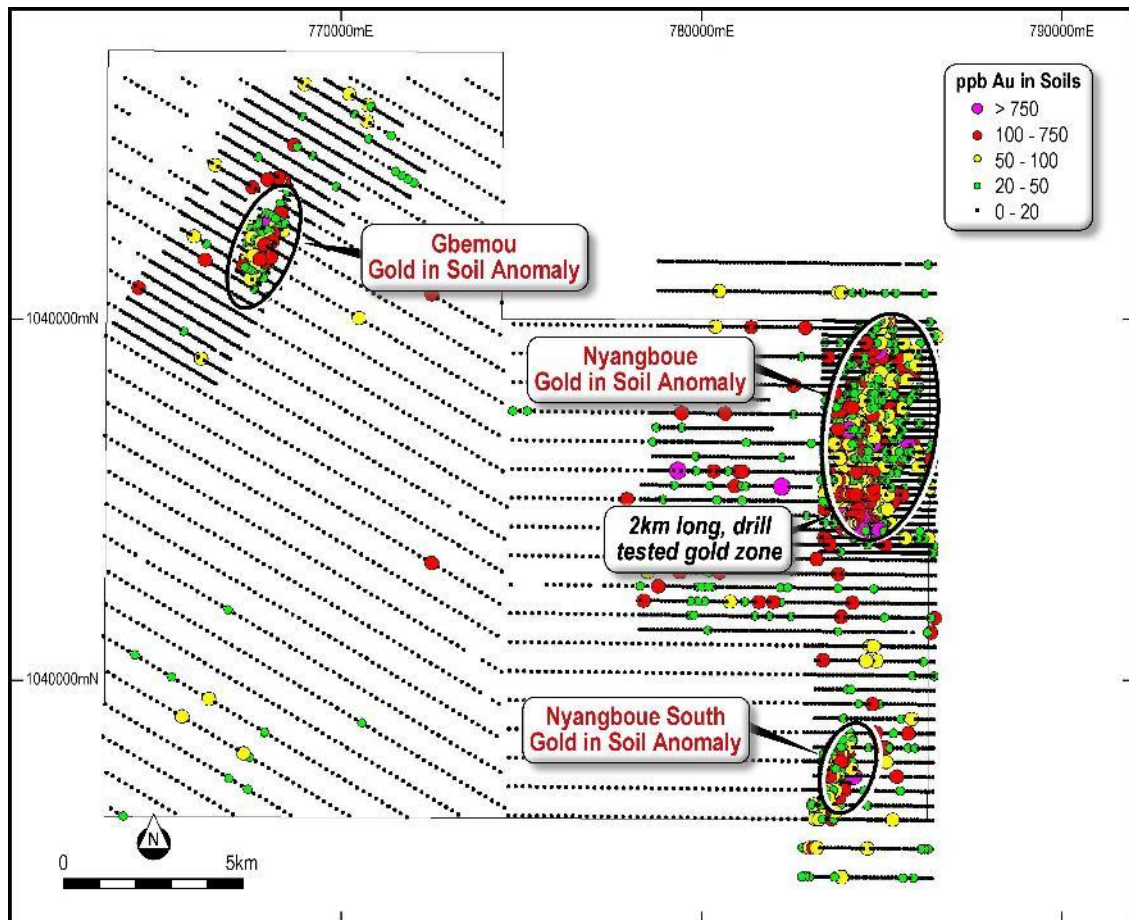 770000mE
780000mE
790000mE
ppb Au in Soils
> 750
100 - 750
50 - 100
20 - 50
0 - 20
Gbemou
Gold in Soil Anomaly
1040000mN
Nyangboue
Gold in Soil Anomaly
2km long, drill
tested gold zone
1040000mN
Nyangboue South
Gold in Soil Anomaly
N
0
5km